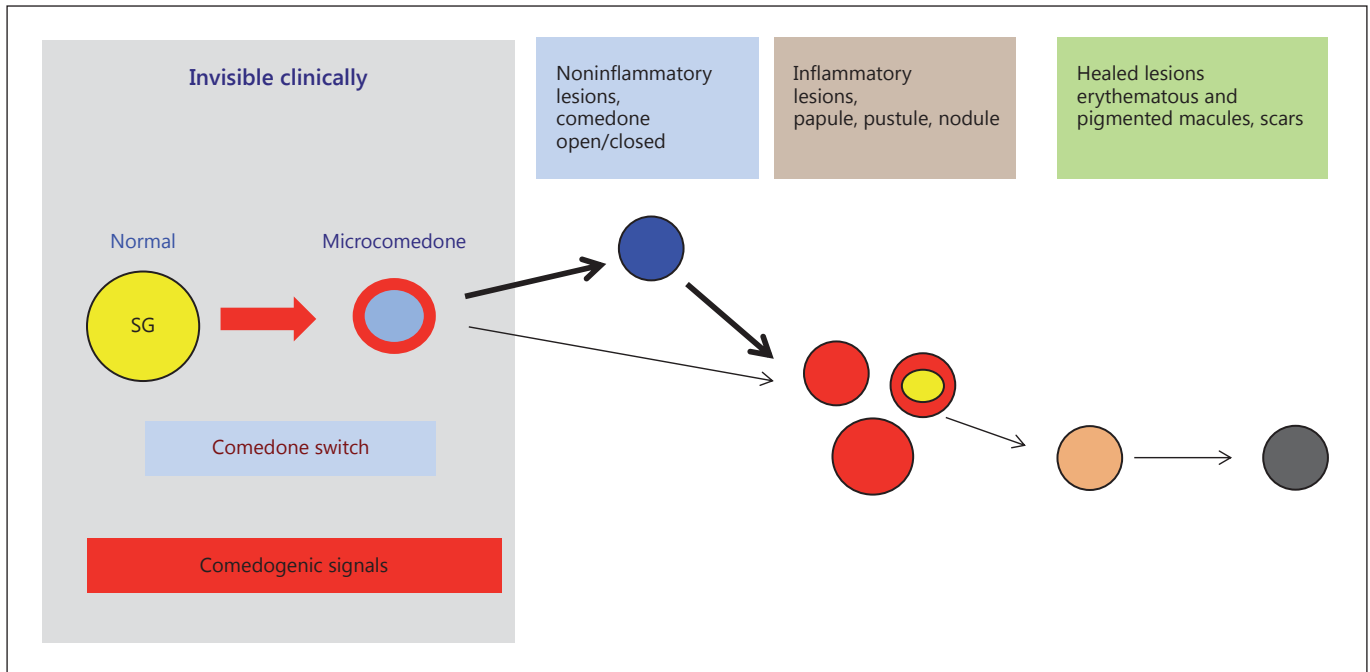 Invisible clinically
Noninflammatory
lesions,
comedone
open/closed
Inflammatory
lesions,
papule, pustule, nodule
Healed lesions
erythematous and
pigmented macules, scars
Normal
Microcomedone
SG
Comedone switch
Comedogenic signals